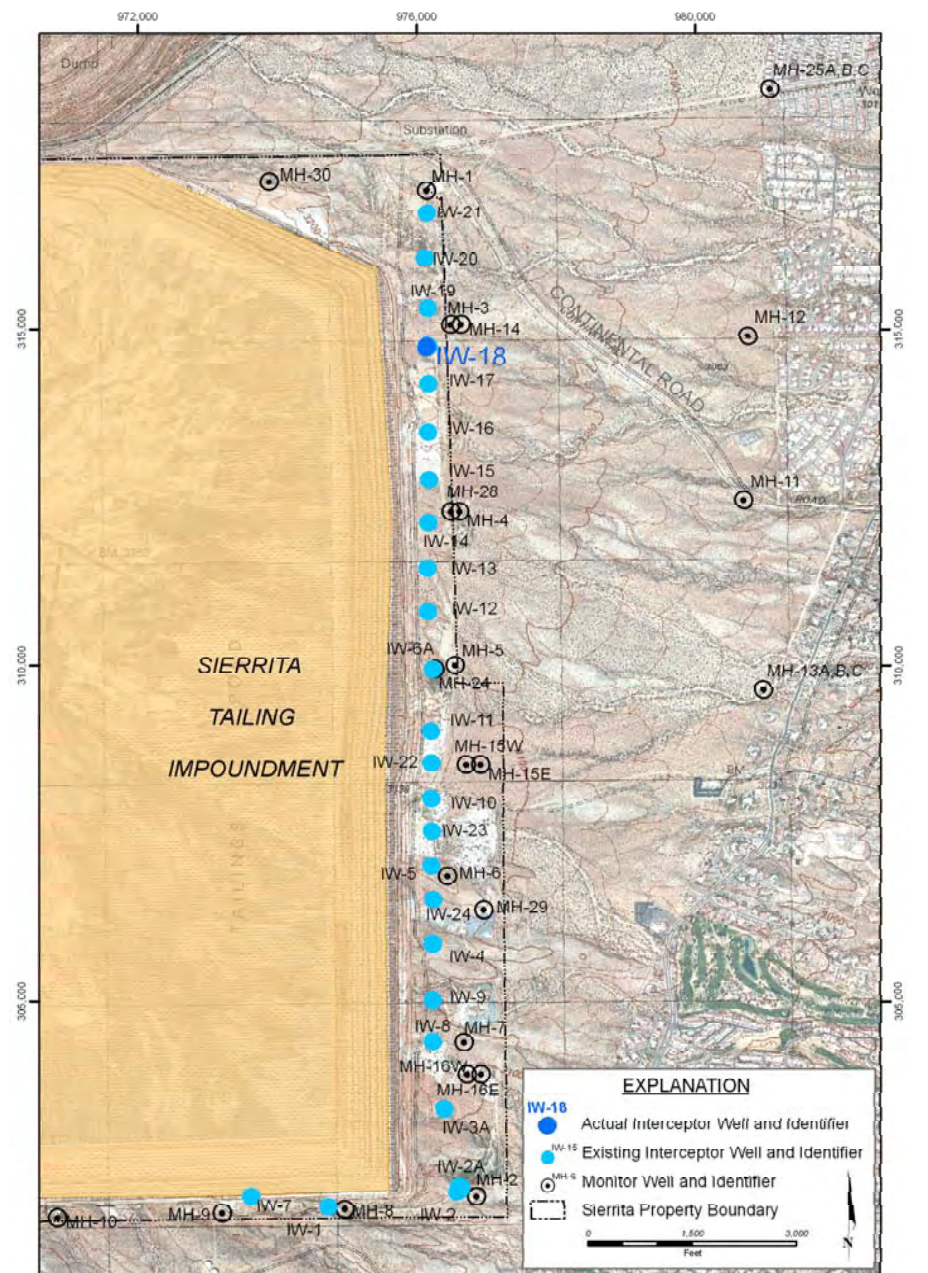 972,000
976,000
980,000
Dump
MH-25A,B,C
Substation
MH-30
MH-1
IW-21
IW-20
IW-19
MH-3
MH-14
MH-12
315,000
315,000
IW-18
CONTINENTAL ROAD
IW-17
IW-16
IW-15
MH-28
MH-11
ROAD
MH-4
IW-14
IW-13
IW-12
IW-6A
MH-5
SIERRITA
310,000
310,000
MH-24
MH-13A,B,C
TAILING
IW-11
MH-15W
IMPOUNDMENT
IW-22
MH-15E
IW-10
IW-23
IW-5
MH-6
IW-24
MH-29
IW-4
305,000
305,000
IW-9
IW-8
MH-7
MH-16W
MH-16E
IW-3A
IW-2A
MH-2
IW-2
IW-7
MH-8
MH-9
MH-10
IW-1
EXPLANATION
IW-18
Actual Interceptor Well and Identifier
IW-15 Existing Interceptor Well and Identifier
Monitor Well and Identifier
Sierrita Property Boundary
0 1,500 3,000
Feet
N